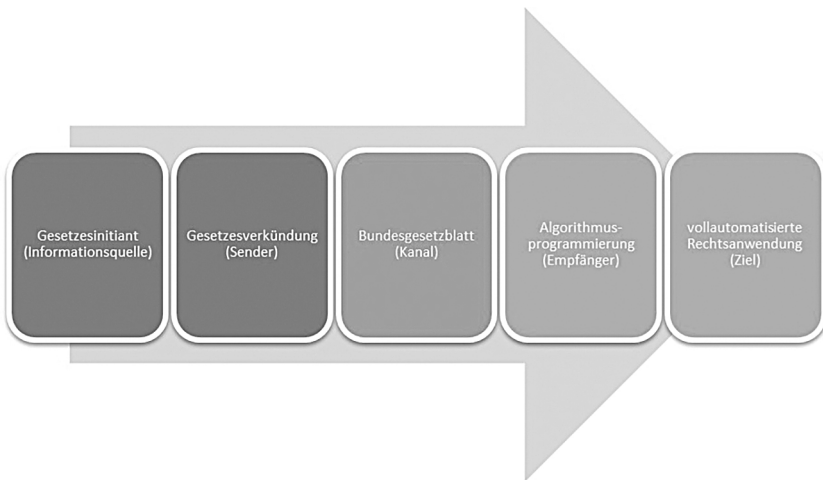 Gesetzesinitiant
(Informationsquelle)
Gesetzesverkündung
(Sender)
Bundesgesetzblatt
(Kanal)
Algorithmus-
programmierung
(Empfänger)
vollautomatisierte
Rechtsanwendung
(Ziel)